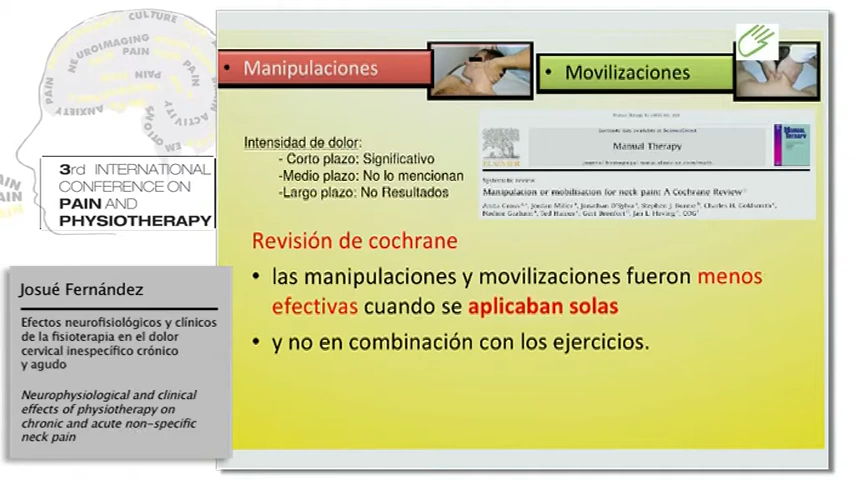 CULTURE
NEUROIMAGING
PAIN
PAIN
PAIN
PAIN
ANXIETY
3rd INTERNATIONAL
CONFERENCE ON
PAIN AND
PHYSIOTHERAPY
Josué Fernández
Efectos neurofisiológicos y clínicos
de la fisioterapia en el dolor
cervical inespecífico crónico
y agudo
Neurophysiological and clinical
effects of physiotherapy on
chronic and acute non-specific
neck pain
• Manipulaciones
• Movilizaciones
Intensidad de dolor:
- Corto plazo: Significativo
-Medio plazo: No lo mencionan
-Largo plazo: No Resultados
Manual Therapy
Manipulation or mobilisation for neck pain: A Cochrane Review
Revisión de cochrane
• las manipulaciones y movilizaciones fueron menos
efectivas cuando se aplicaban solas
• y no en combinación con los ejercicios.